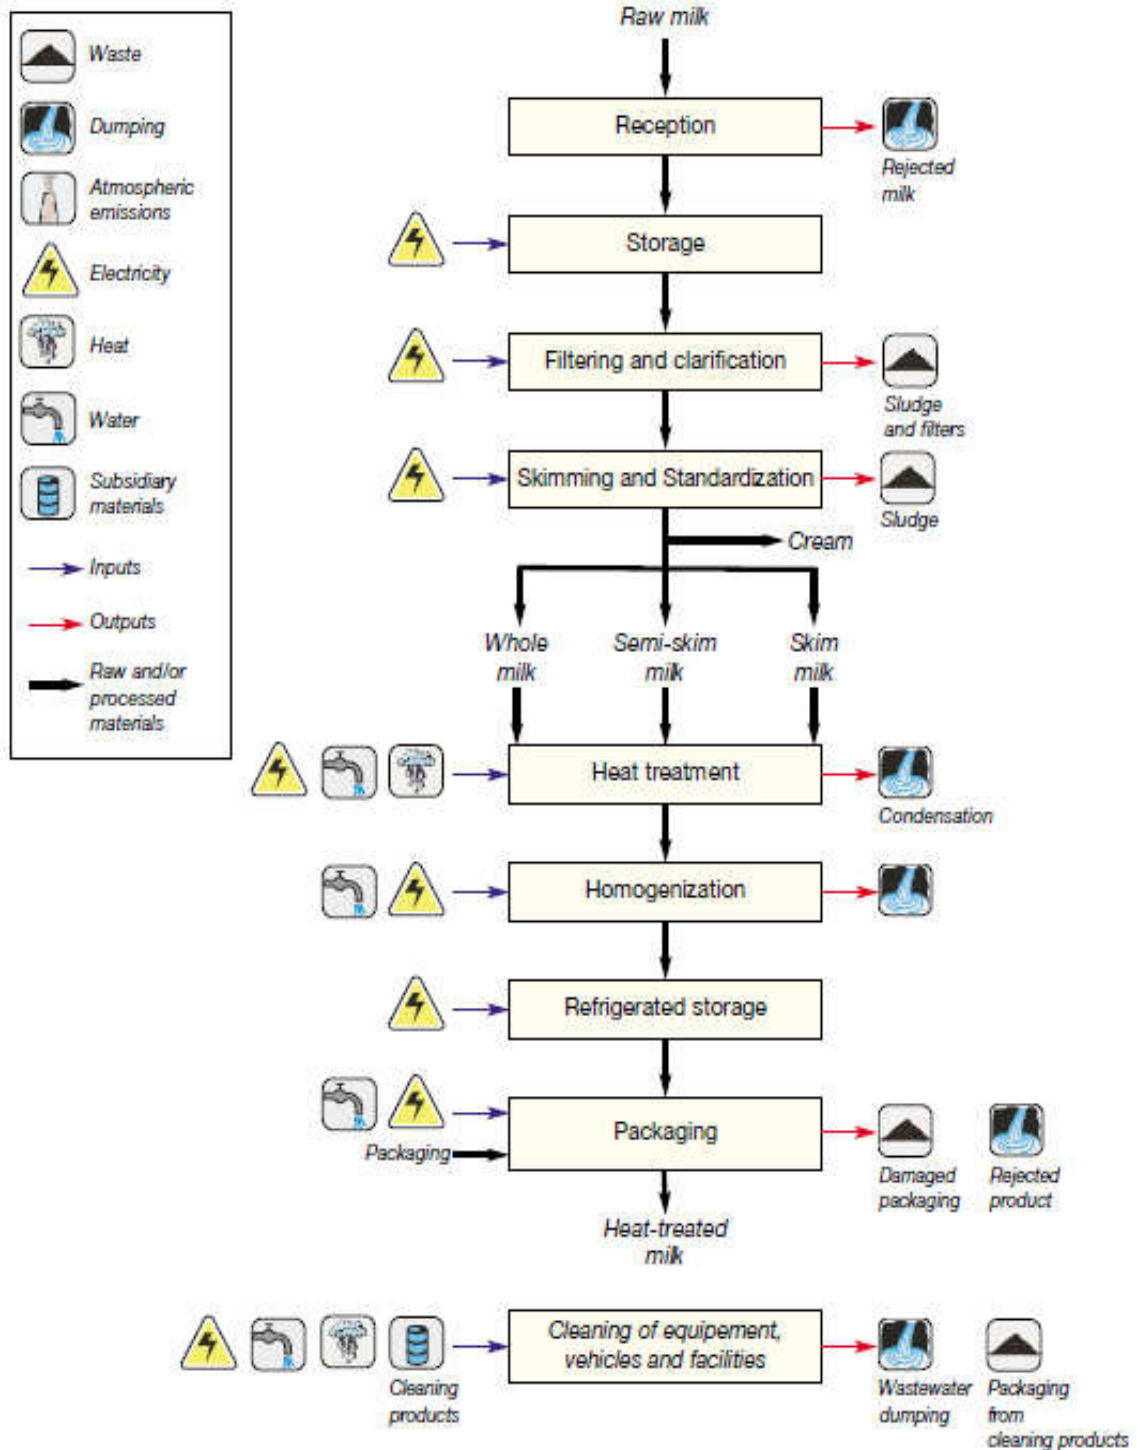 Waste
Dumping
Atmospheric
emissions
Electricity
Heat
Water
Subsidiary
materials
Inputs
Outputs
Raw and/or
processed
materials
Raw milk
Reception
Rejected
milk
Storage
Filtering and clarification
Sludge
and filters
Skimming and Standardization
Sludge
Cream
Whole
milk
Semi-skim
milk
Skim
milk
Heat treatment
Condensation
Homogenization
Refrigerated storage
Packaging
Packaging
Damaged
packaging
Rejected
product
Heat-treated
milk
Cleaning of equipement,
vehicles and facilities
Cleaning
products
Wastewater
dumping
Packaging
from
cleaning products